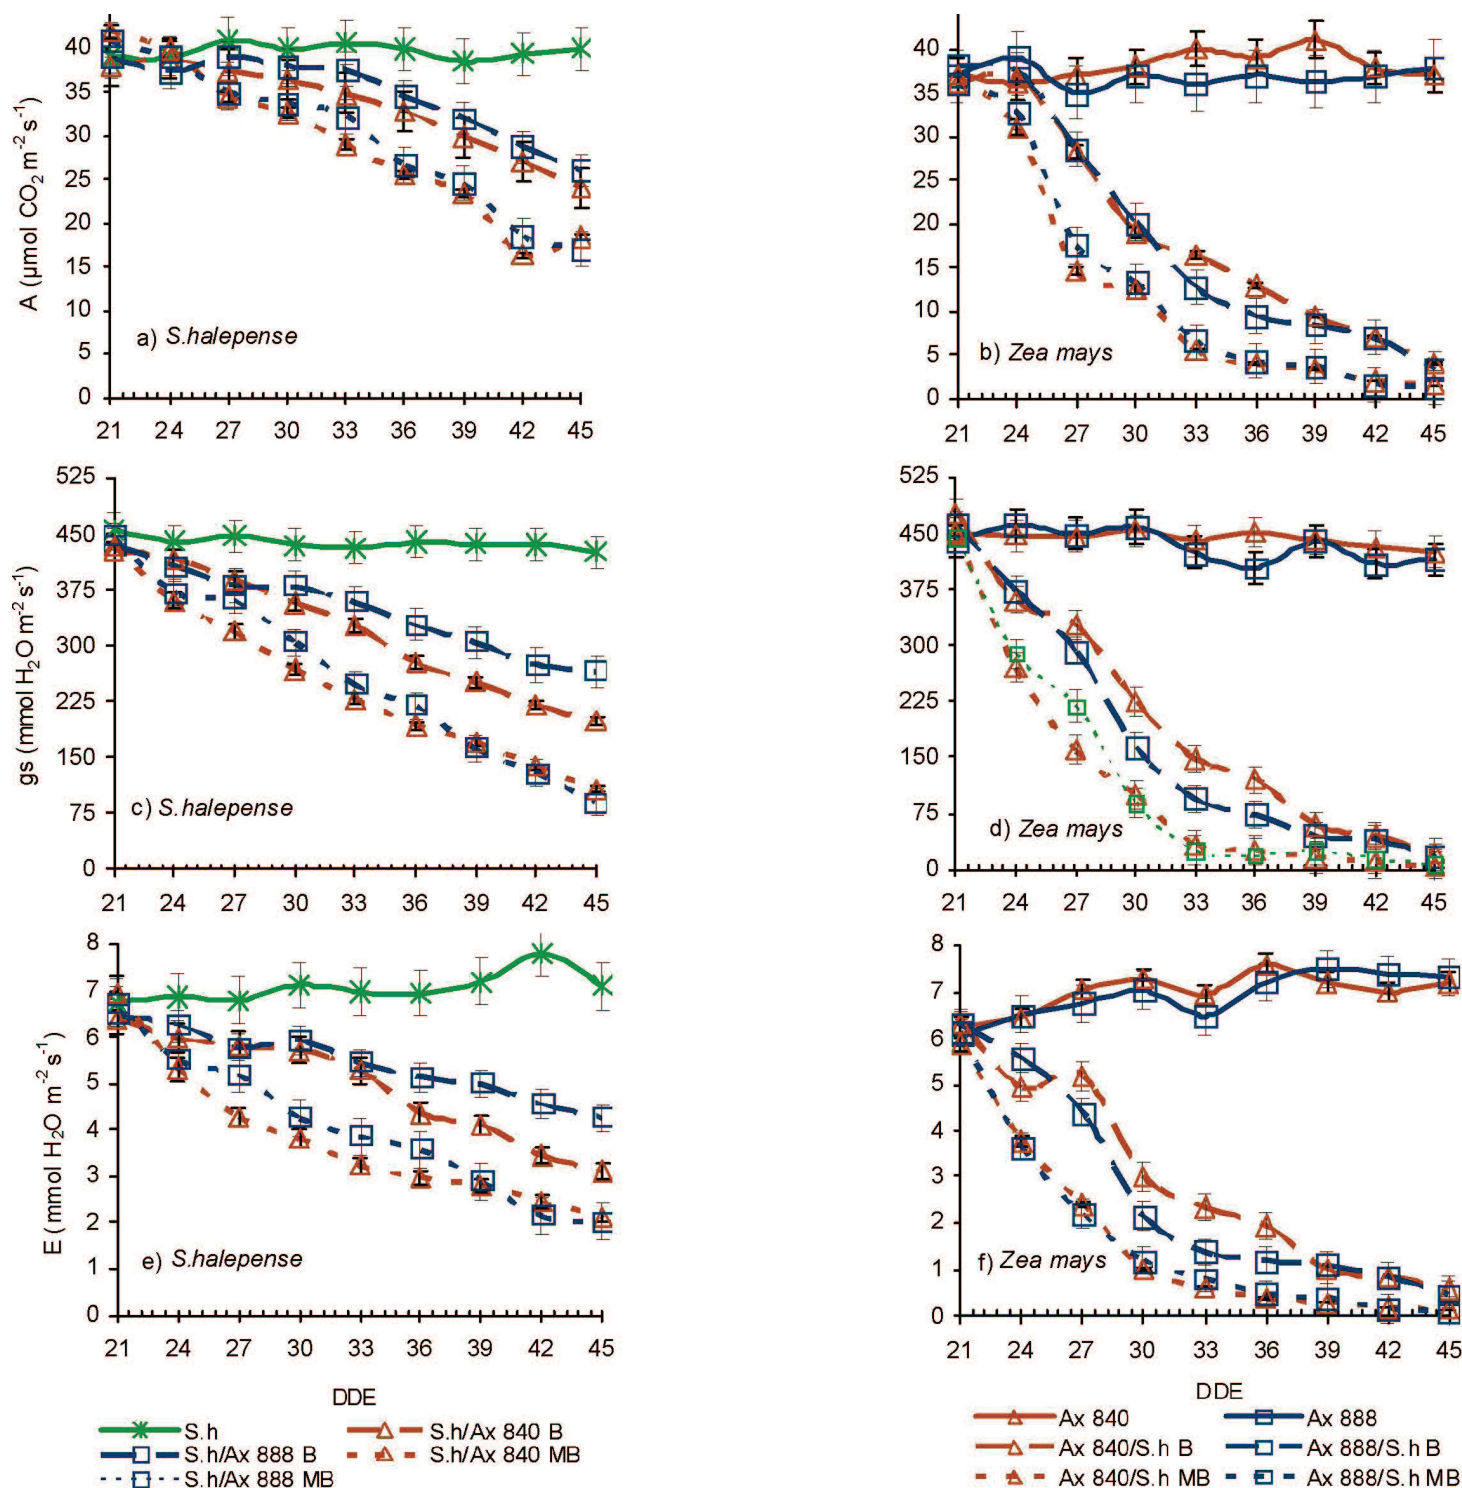 A (µmol CO2 m-2 s-1)
40
35
30
25
20
15
10
5
0
a) S.halepense
21 24 27 30 33 36 39 42 45
40
35
30
25
20
15
10
5
0
b) Zea mays
21 24 27 30 33 36 39 42 45
gs (mmol H2O m-2 s-1)
525
450
375
300
225
150
75
0
c) S.halepense
21 24 27 30 33 36 39 42 45
525
450
375
300
225
150
75
0
d) Zea mays
21 24 27 30 33 36 39 42 45
E (mmol H2O m-2 s-1)
8
7
6
5
4
3
2
1
0
e) S.halepense
21 24 27 30 33 36 39 42 45
DDE
8
7
6
5
4
3
2
1
0
f) Zea mays
21 24 27 30 33 36 39 42 45
DDE
S.h S.h/Ax 840 B
S.h/Ax 888 B S.h/Ax 840 MB
S.h/Ax 888 MB
Ax 840 Ax 888
Ax 840/S.h B Ax 888/S.h B
Ax 840/S.h MB Ax 888/S.h MB